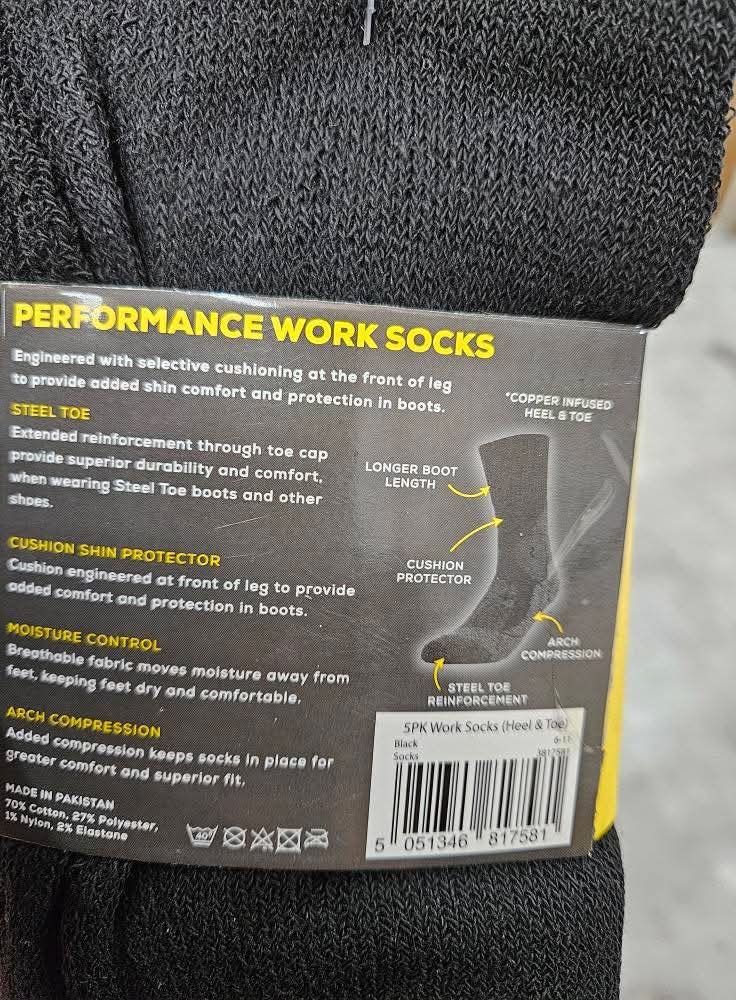 PERFORMANCE WORK SOCKS
Engineered with selective cushioning at the front of leg
to provide added shin comfort and protection in boots.
STEEL TOE
Extended reinforcement through toe cap
provide superior durability and comfort,
when wearing Steel Toe boots and other
shoes.
CUSHION SHIN PROTECTOR
Cushion engineered at front of leg to provide
added comfort and protection in boots.
MOISTURE CONTROL
Breathable fabric moves moisture away from
feet, keeping feet dry and comfortable.
ARCH COMPRESSION
Added compression keeps socks in place for
greater comfort and superior fit.
MADE IN PAKISTAN
70% Cotton, 27% Polyester,
1% Nylon, 2% Elastane
40°
*COPPER INFUSED
HEEL & TOE
LONGER BOOT
LENGTH
CUSHION
PROTECTOR
ARCH
COMPRESSION
STEEL TOE
REINFORCEMENT
5PK Work Socks (Heel & Toe)
Black 6-11
Socks 3817581
5 051346 817581